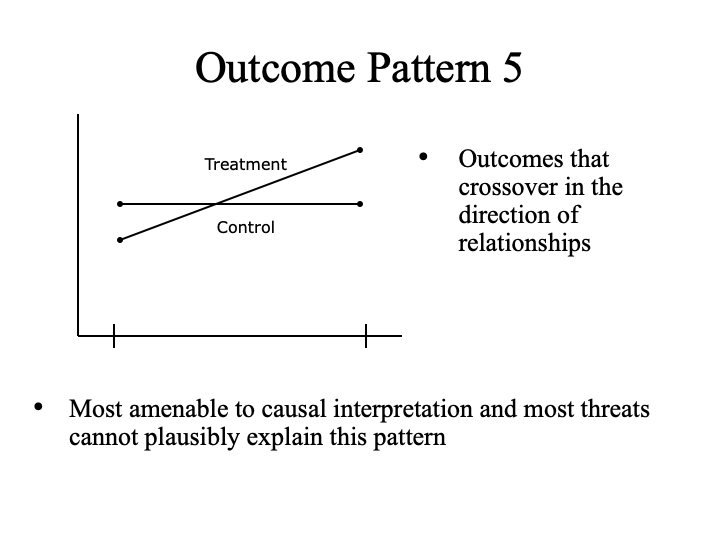 Outcome Pattern 5
Treatment
Control
• Outcomes that
crossover in the
direction of
relationships
• Most amenable to causal interpretation and most threats
cannot plausibly explain this pattern